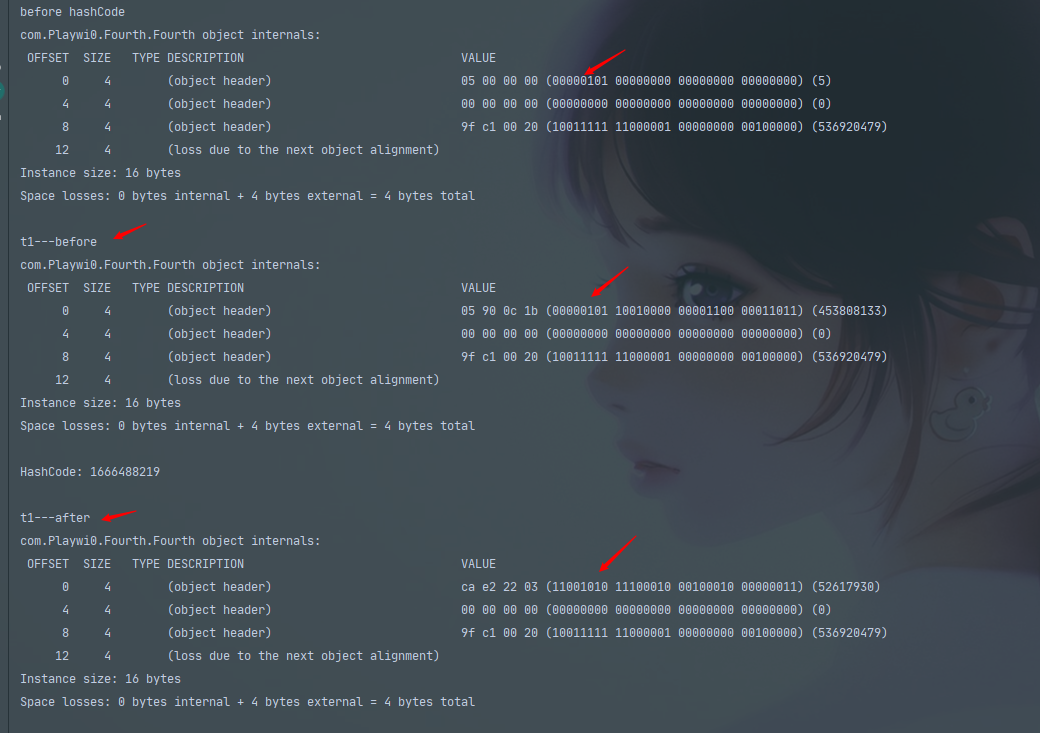 before hashCode
com.Playwi0.Fourth.Fourth object internals:
OFFSET SIZE TYPE DESCRIPTION VALUE
0 4 (object header) 05 00 00 00 (00000101 00000000 00000000 00000000) (5)
4 4 (object header) 00 00 00 00 (00000000 00000000 00000000 00000000) (0)
8 4 (object header) 9f c1 00 20 (10011111 11000001 00000000 00100000) (536920479)
12 4 (loss due to the next object alignment)
Instance size: 16 bytes
Space losses: 0 bytes internal + 4 bytes external = 4 bytes total
t1---before
com.Playwi0.Fourth.Fourth object internals:
OFFSET SIZE TYPE DESCRIPTION VALUE
0 4 (object header) 05 90 0c 1b (00000101 10010000 00001100 00011011) (453808133)
4 4 (object header) 00 00 00 00 (00000000 00000000 00000000 00000000) (0)
8 4 (object header) 9f c1 00 20 (10011111 11000001 00000000 00100000) (536920479)
12 4 (loss due to the next object alignment)
Instance size: 16 bytes
Space losses: 0 bytes internal + 4 bytes external = 4 bytes total
HashCode: 1666488219
t1---after
com.Playwi0.Fourth.Fourth object internals:
OFFSET SIZE TYPE DESCRIPTION VALUE
0 4 (object header) ca e2 22 03 (11001010 11100010 00100010 00000011) (52617930)
4 4 (object header) 00 00 00 00 (00000000 00000000 00000000 00000000) (0)
8 4 (object header) 9f c1 00 20 (10011111 11000001 00000000 00100000) (536920479)
12 4 (loss due to the next object alignment)
Instance size: 16 bytes
Space losses: 0 bytes internal + 4 bytes external = 4 bytes total